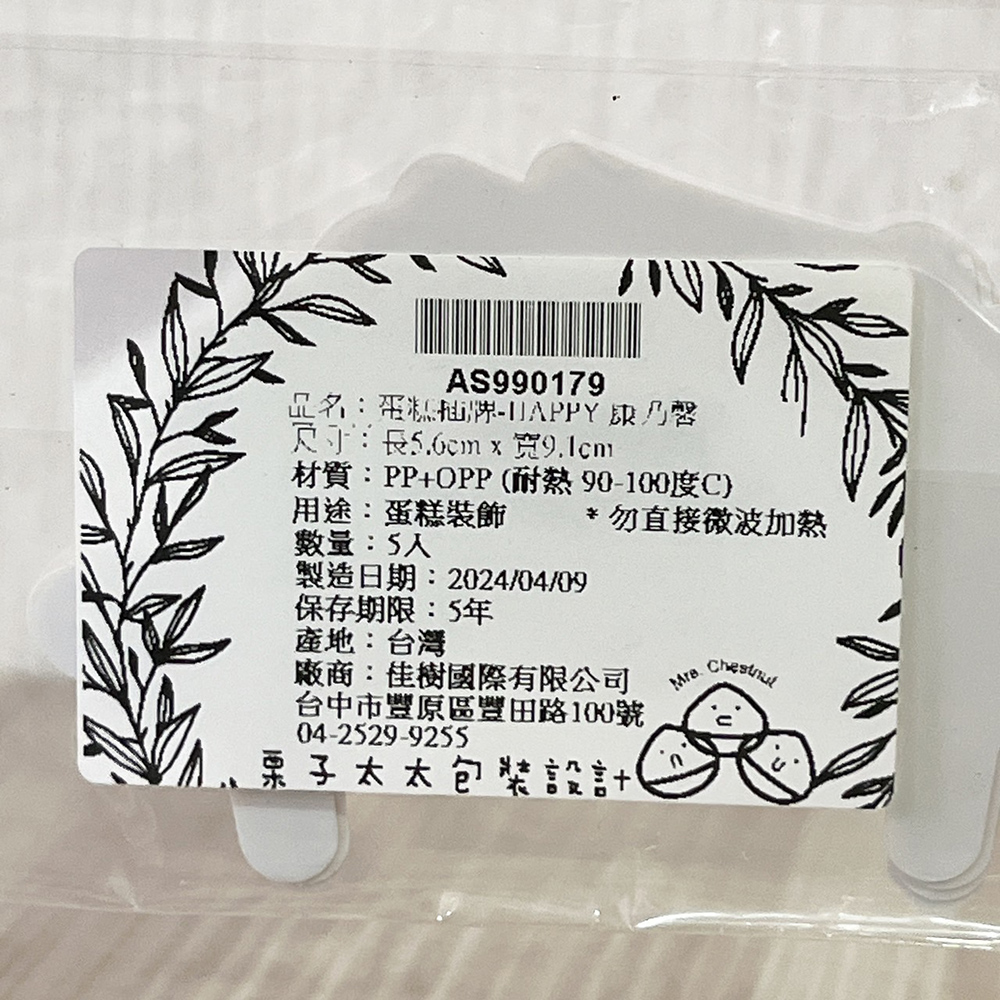 AS990179
品名：蛋糕插牌-HAPPY 康乃馨
尺寸：長5.6cm x 寬9.1cm
材質：PP+OPP (耐熱 90-100度C)
用途：蛋糕裝飾 * 勿直接微波加熱
數量：5入
製造日期：2024/04/09
保存期限：5年
產地：台灣
廠商：佳樹國際有限公司
台中市豐原區豐田路100號
04-2529-9255
栗子太太包裝設計
Mrs. Chestnut